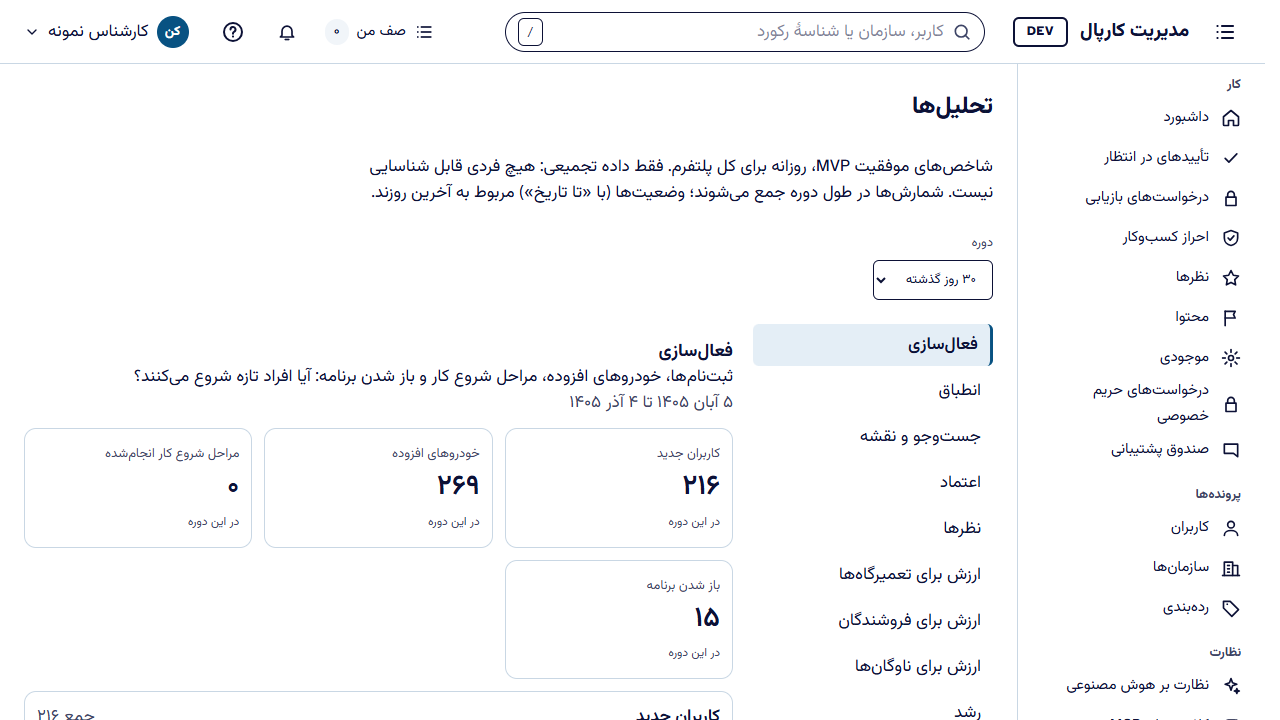 مدیریت کارپال
DEV
کاربر، سازمان یا شناسهٔ رکورد
/
صف من
۰
کن
کارشناس نمونه
کار
داشبورد
تأییدهای در انتظار
درخواست‌های بازیابی
احراز کسب‌وکار
نظرها
محتوا
موجودی
درخواست‌های حریم
خصوصی
صندوق پشتیبانی
پرونده‌ها
کاربران
سازمان‌ها
رده‌بندی
نظارت
نظارت بر هوش مصنوعی
تحلیل‌ها
شاخص‌های موفقیت MVP، روزانه برای کل پلتفرم. فقط داده تجمیعی: هیچ فردی قابل شناسایی
نیست. شمارش‌ها در طول دوره جمع می‌شوند؛ وضعیت‌ها (با «تا تاریخ») مربوط به آخرین روزند.
دوره
۳۰ روز گذشته
فعال‌سازی
انطباق
جست‌وجو و نقشه
اعتماد
نظرها
ارزش برای تعمیرگاه‌ها
ارزش برای فروشندگان
ارزش برای ناوگان‌ها
رشد
فعال‌سازی
ثبت‌نام‌ها، خودروهای افزوده، مراحل شروع کار و باز شدن برنامه: آیا افراد تازه شروع می‌کنند؟
۵ آبان ۱۴۰۵ تا ۴ آذر ۱۴۰۵
کاربران جدید
۲۱۶
در این دوره
خودروهای افزوده
۲۶۹
در این دوره
مراحل شروع کار انجام‌شده
۰
در این دوره
باز شدن برنامه
۱۵
در این دوره
کاربران جدید
جمع ۲۱۶